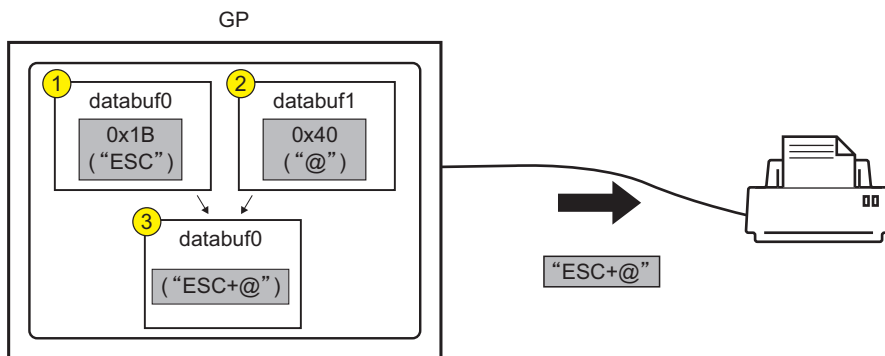 GP
1
databuf0
0x1B
(“ESC”)
2
databuf1
0x40
(“@”)
3
databuf0
(“ESC+@”)
“ESC+@”